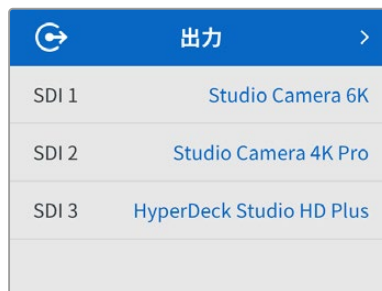 出力
SDI 1 Studio Camera 6K
SDI 2 Studio Camera 4K Pro
SDI 3 HyperDeck Studio HD Plus